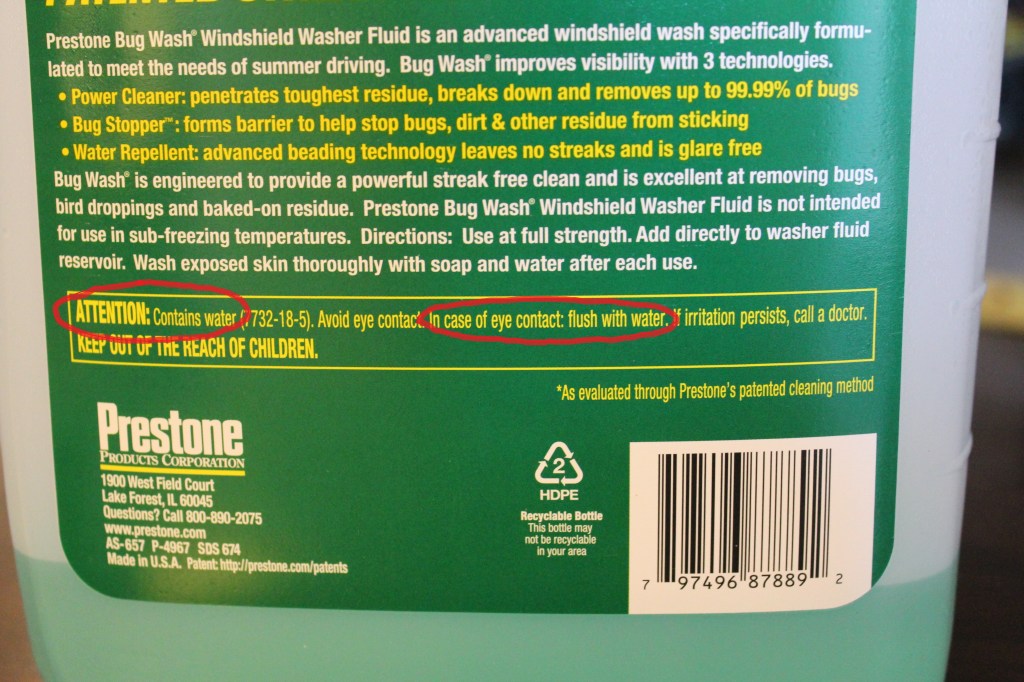 Prestone Bug Wash® Windshield Washer Fluid is an advanced windshield wash specifically formu-
lated to meet the needs of summer driving. Bug Wash® improves visibility with 3 technologies.
• Power Cleaner: penetrates toughest residue, breaks down and removes up to 99.99% of bugs
• Bug Stopper™: forms barrier to help stop bugs, dirt & other residue from sticking
• Water Repellent: advanced beading technology leaves no streaks and is glare free
Bug Wash® is engineered to provide a powerful streak free clean and is excellent at removing bugs,
bird droppings and baked-on residue. Prestone Bug Wash® Windshield Washer Fluid is not intended
for use in sub-freezing temperatures. Directions: Use at full strength. Add directly to washer fluid
reservoir. Wash exposed skin thoroughly with soap and water after each use.
ATTENTION: Contains water (7732-18-5). Avoid eye contact. In case of eye contact: flush with water. If irritation persists, call a doctor.
KEEP OUT OF THE REACH OF CHILDREN.
*As evaluated through Prestone's patented cleaning method
Prestone
PRODUCTS CORPORATION
1900 West Field Court
Lake Forest, IL 60045
Questions? Call 800-890-2075
www.prestone.com
AS-657 P-4967 SDS 674
Made in U.S.A. Patent: http://prestone.com/patents
2
HDPE
Recyclable Bottle
This bottle may
not be recyclable
in your area
7 97496 87889 2